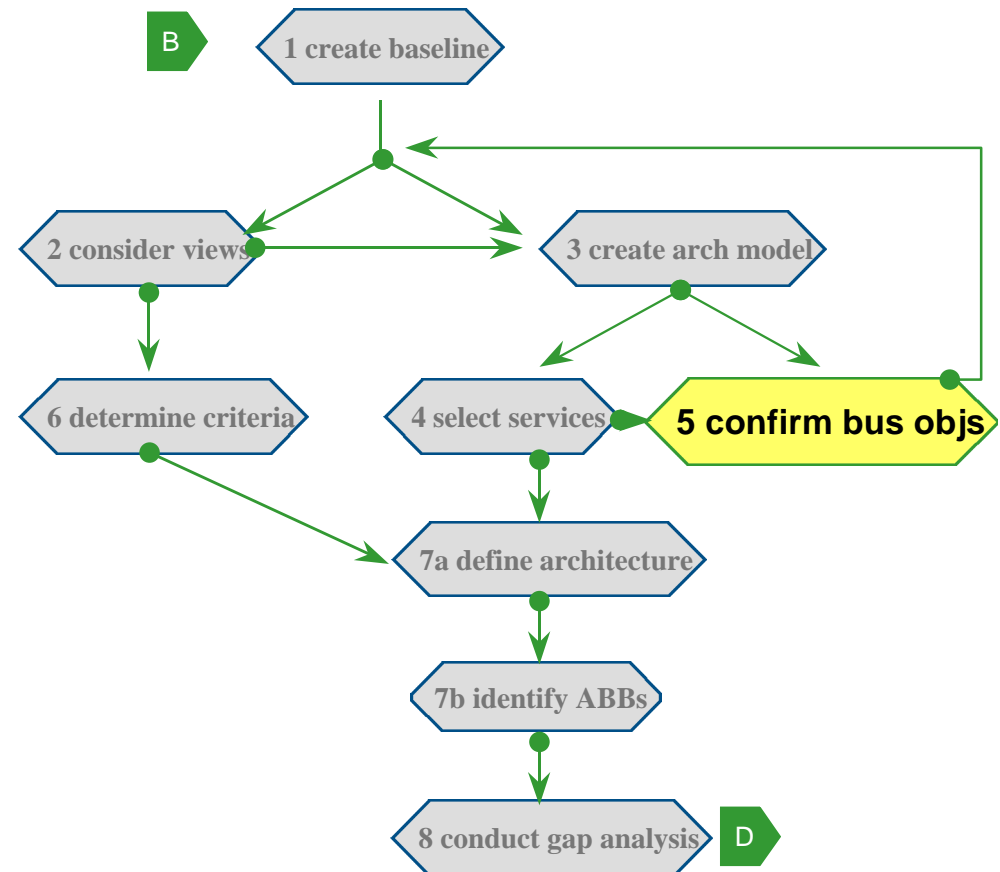 B
1 create baseline
2 consider views
3 create arch model
6 determine criteria
4 select services
5 confirm bus objs
7a define architecture
7b identify ABBs
8 conduct gap analysis
D